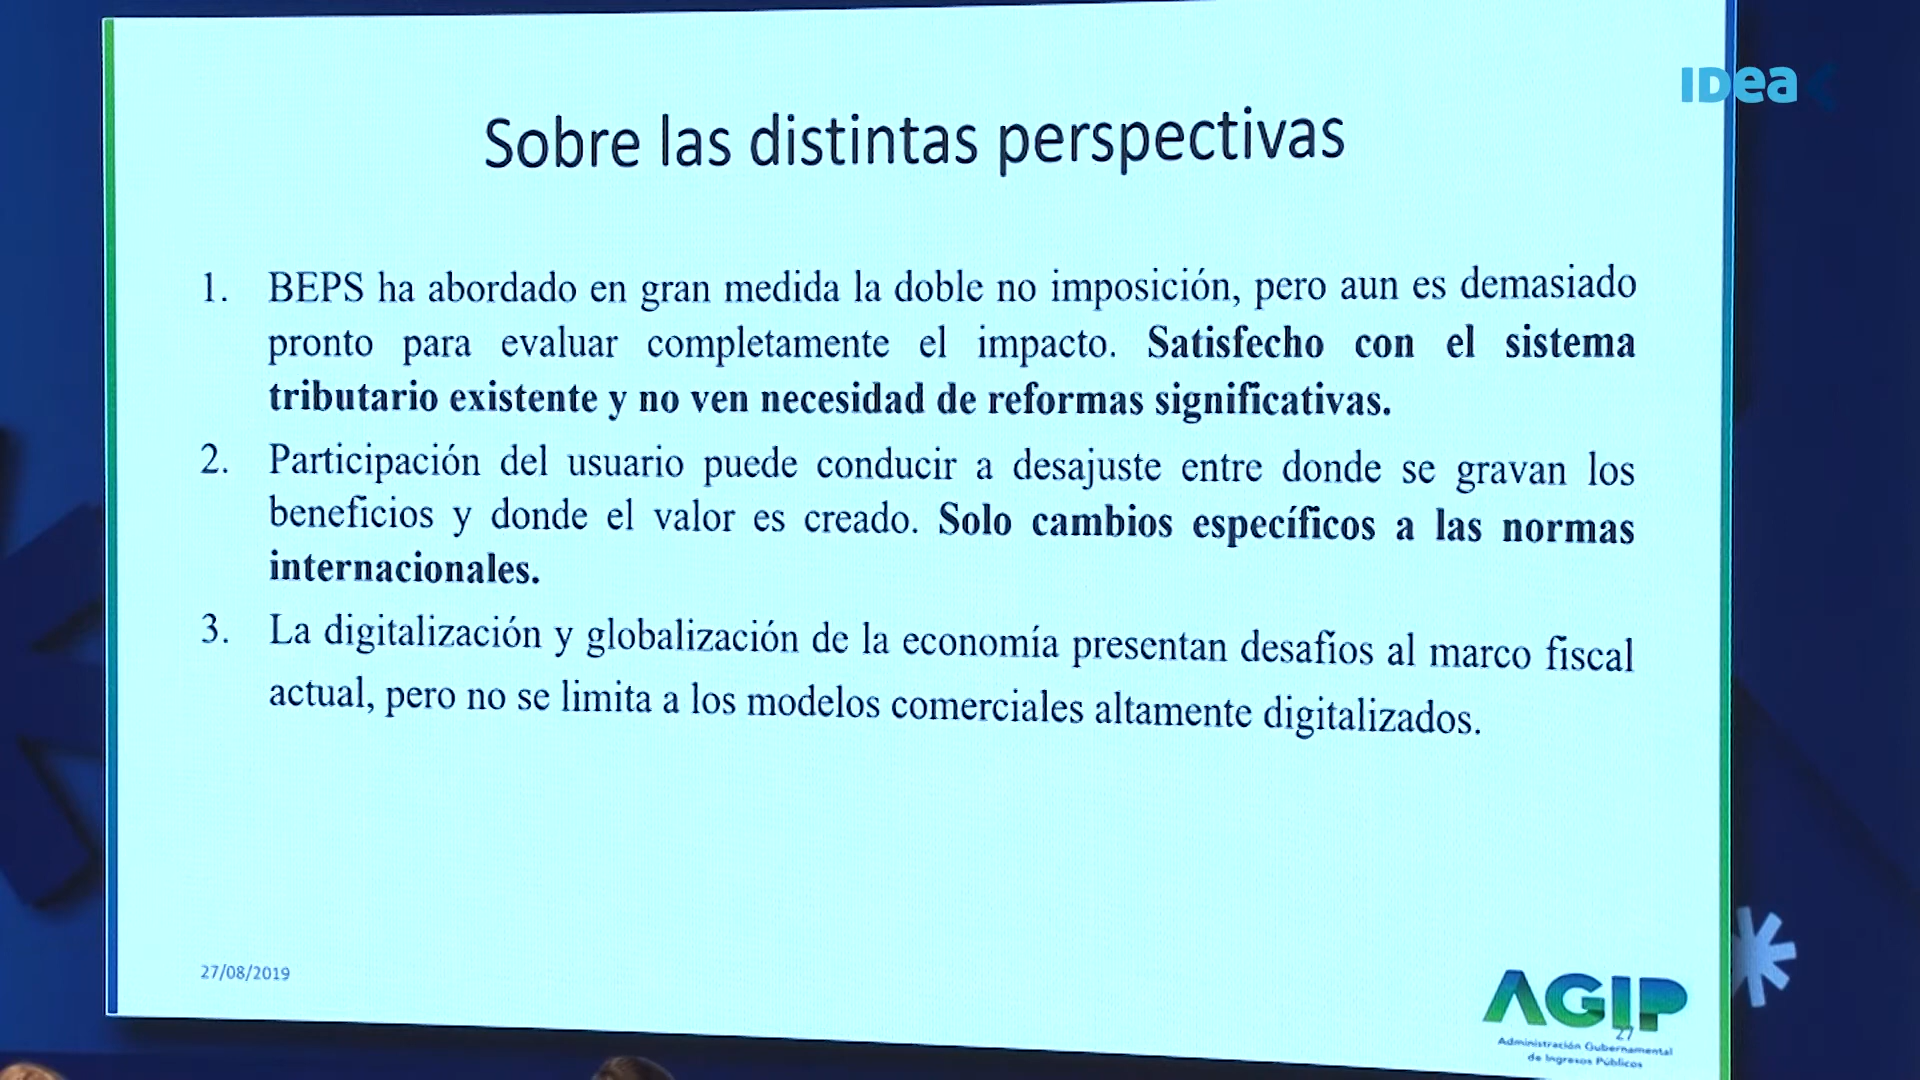 IDea
Sobre las distintas perspectivas
1. BEPS ha abordado en gran medida la doble no imposición, pero aun es demasiado
pronto para evaluar completamente el impacto. Satisfecho con el sistema
tributario existente y no ven necesidad de reformas significativas.
2. Participación del usuario puede conducir a desajuste entre donde se gravan los
beneficios y donde el valor es creado. Solo cambios específicos a las normas
internacionales.
3. La digitalización y globalización de la economía presentan desafíos al marco fiscal
actual, pero no se limita a los modelos comerciales altamente digitalizados.
27/08/2019
AGIP
27
Administración Gubernamental
de Ingresos Públicos